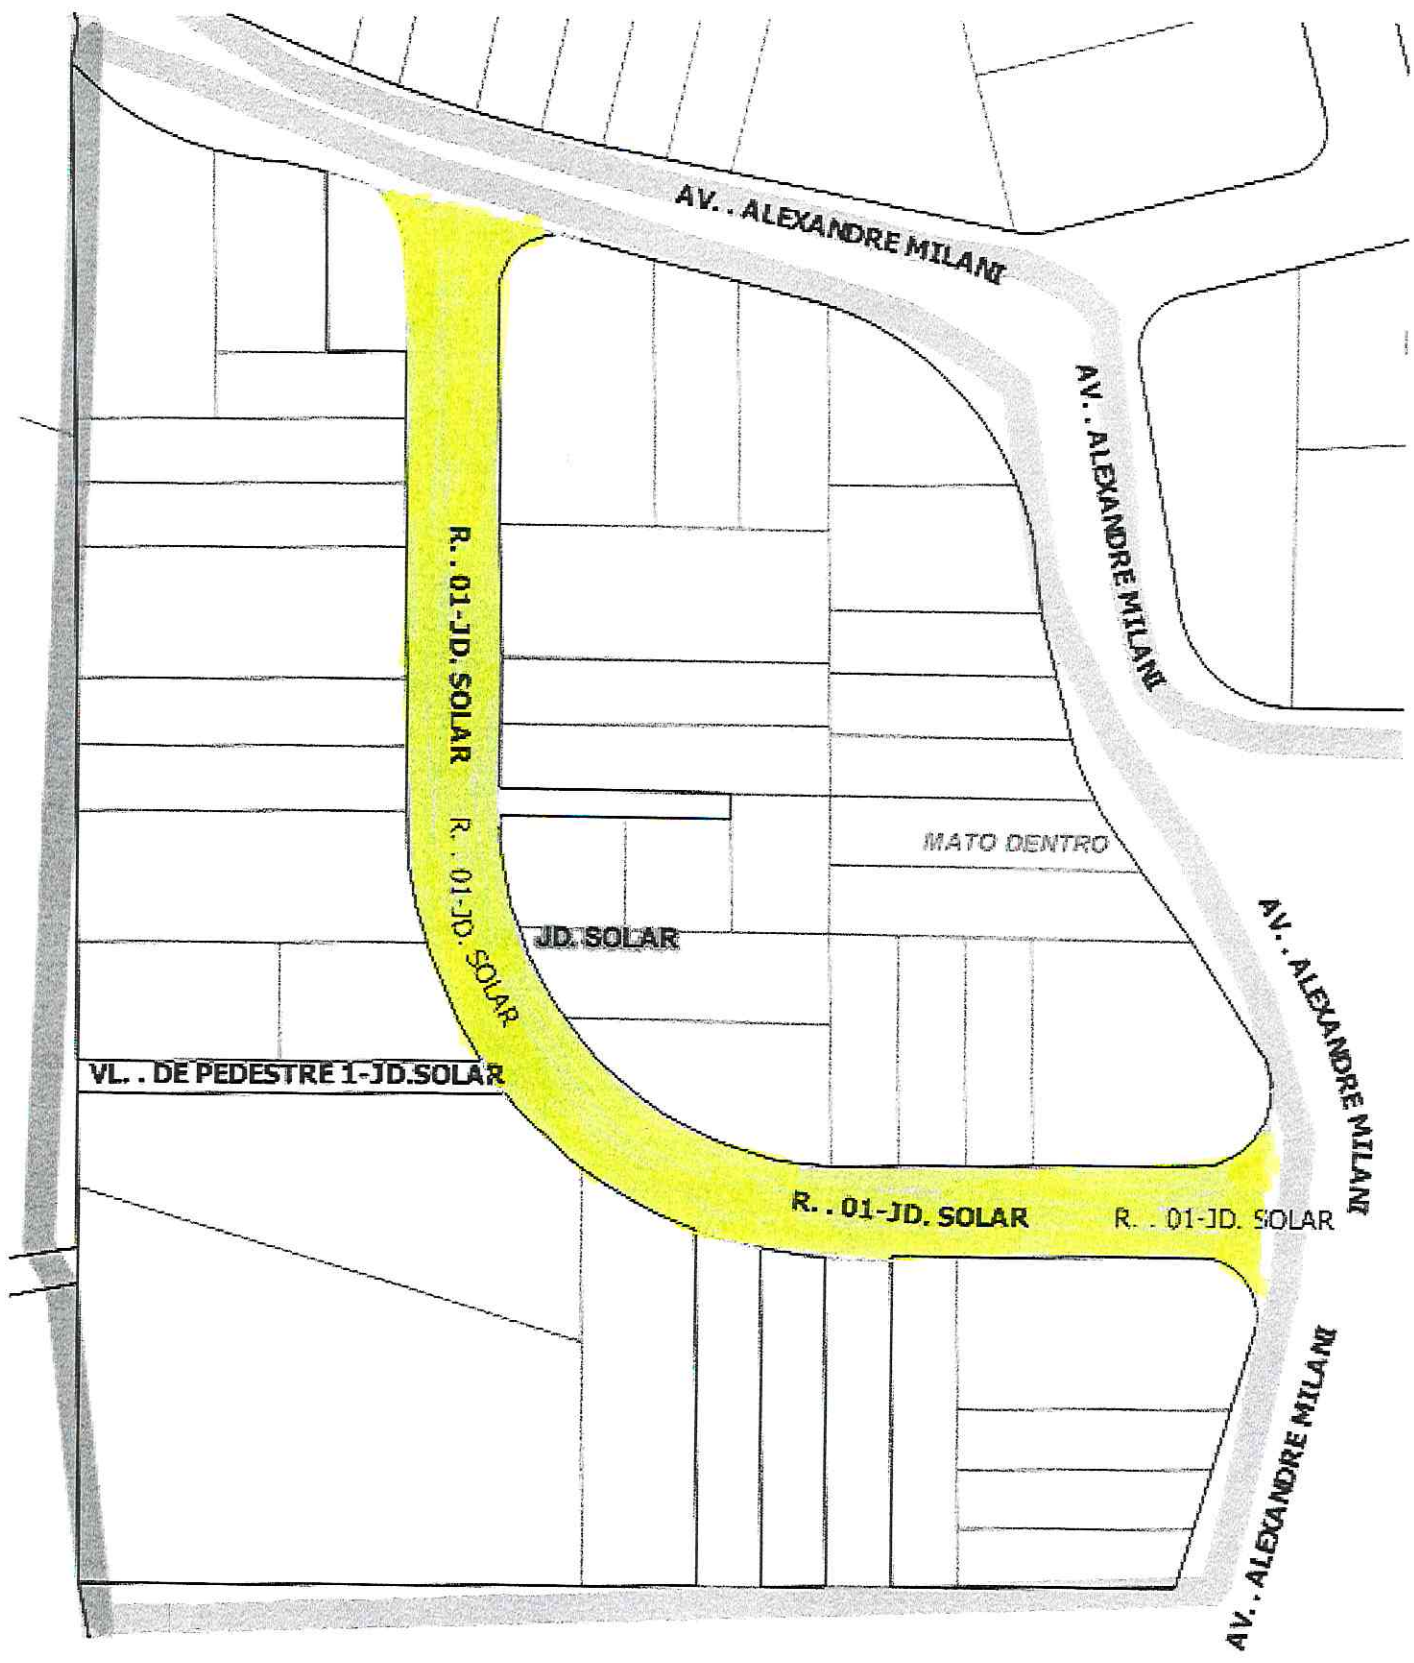 AV. . ALEXANDRE MILANI
AV. . ALEXANDRE MILANI
R. . 01-JD. SOLAR
R. . 01-JD. SOLAR
MATO DENTRO
JD. SOLAR
AV. . ALEXANDRE MILANI
VL. . DE PEDESTRE 1-JD.SOLAR
R. . 01-JD. SOLAR
R. . 01-JD. SOLAR
AV. . ALEXANDRE MILANI